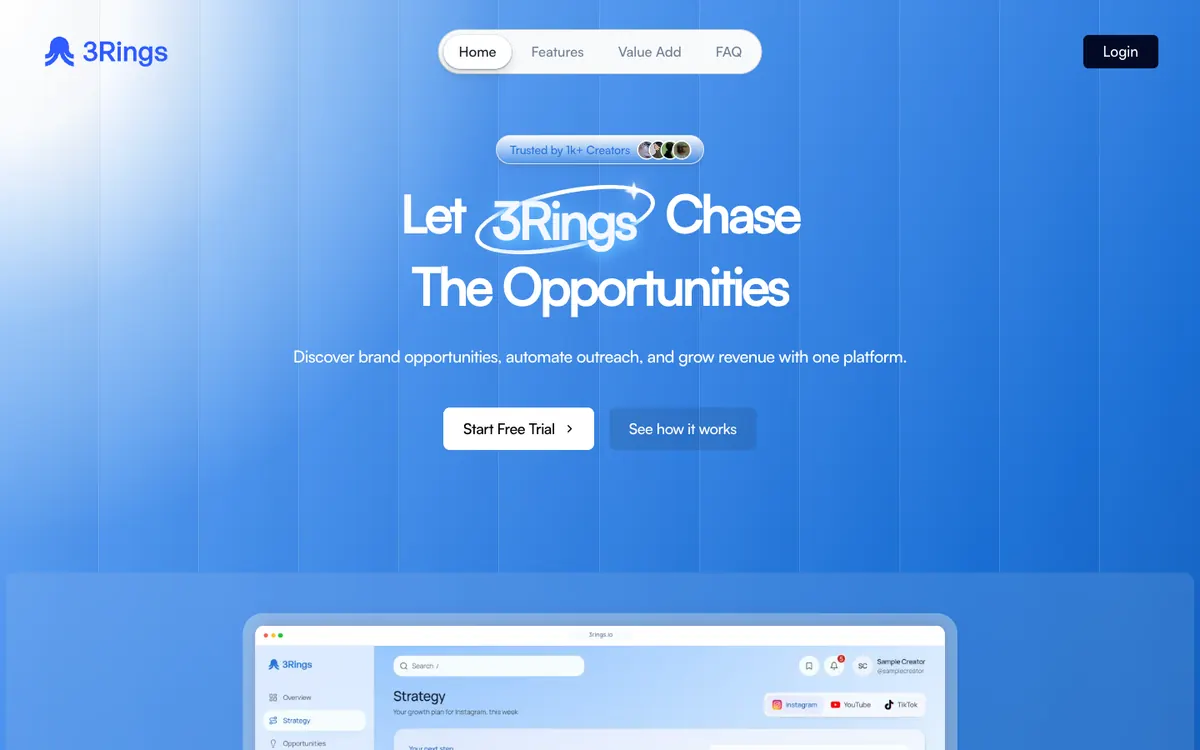 3Rings
Home
Features
Value Add
FAQ
Login
Trusted by 1k+ Creators
Let 3Rings Chase
The Opportunities
Discover brand opportunities, automate outreach, and grow revenue with one platform.
Start Free Trial
See how it works
3rings.io
3Rings
Search /
5
SC
Sample Creator
@samplecreator
Overview
Strategy
Opportunities
Strategy
Your growth plan for Instagram, this week
Instagram
YouTube
TikTok
Your next step